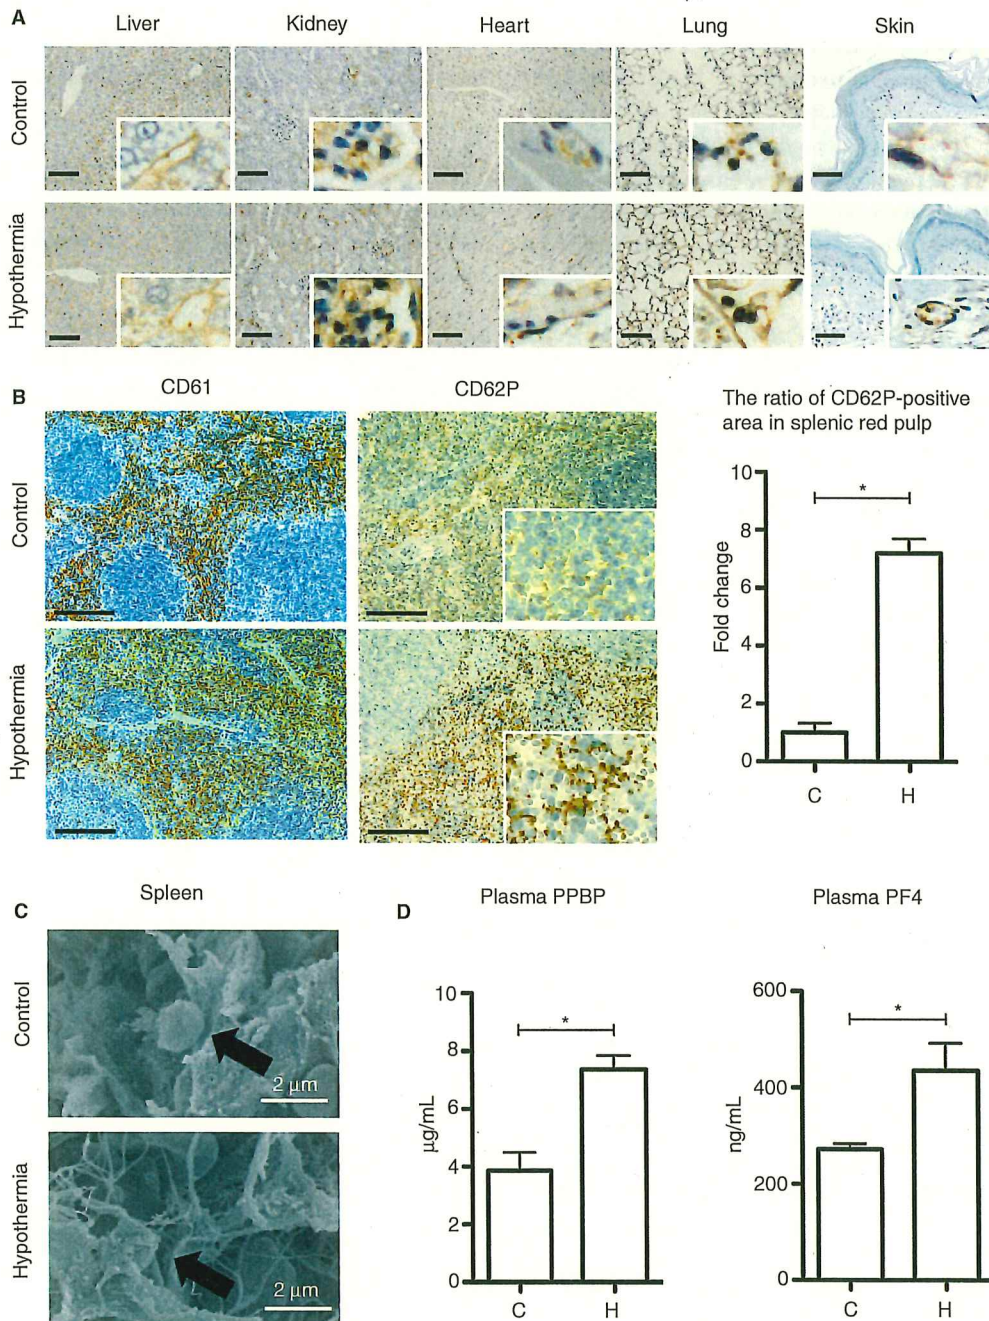 A
Liver
Kidney
Heart
Lung
Skin
Control
Hypothermia
B
CD61
CD62P
The ratio of CD62P-positive
area in splenic red pulp
Control
Hypothermia
Fold change
10
8
6
4
2
0
*
C
H
C
Spleen
Control
2 μm
Hypothermia
2 μm
D
Plasma PPBP
μg/mL
10
8
6
4
2
0
*
C
H
Plasma PF4
ng/mL
600
400
200
0
*
C
H